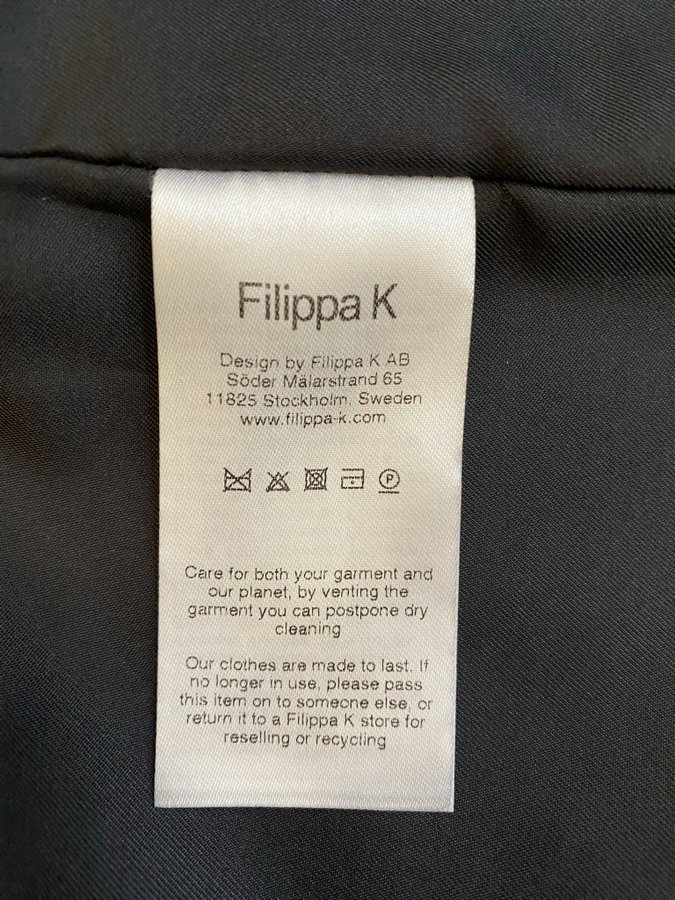 Filippa K
Design by Filippa K AB
Söder Mälarstrand 65
11825 Stockholm, Sweden
www.filippa-k.com
P
Care for both your garment and
our planet, by venting the
garment you can postpone dry
cleaning
Our clothes are made to last. If
no longer in use, please pass
this item on to someone else, or
return it to a Filippa K store for
reselling or recycling